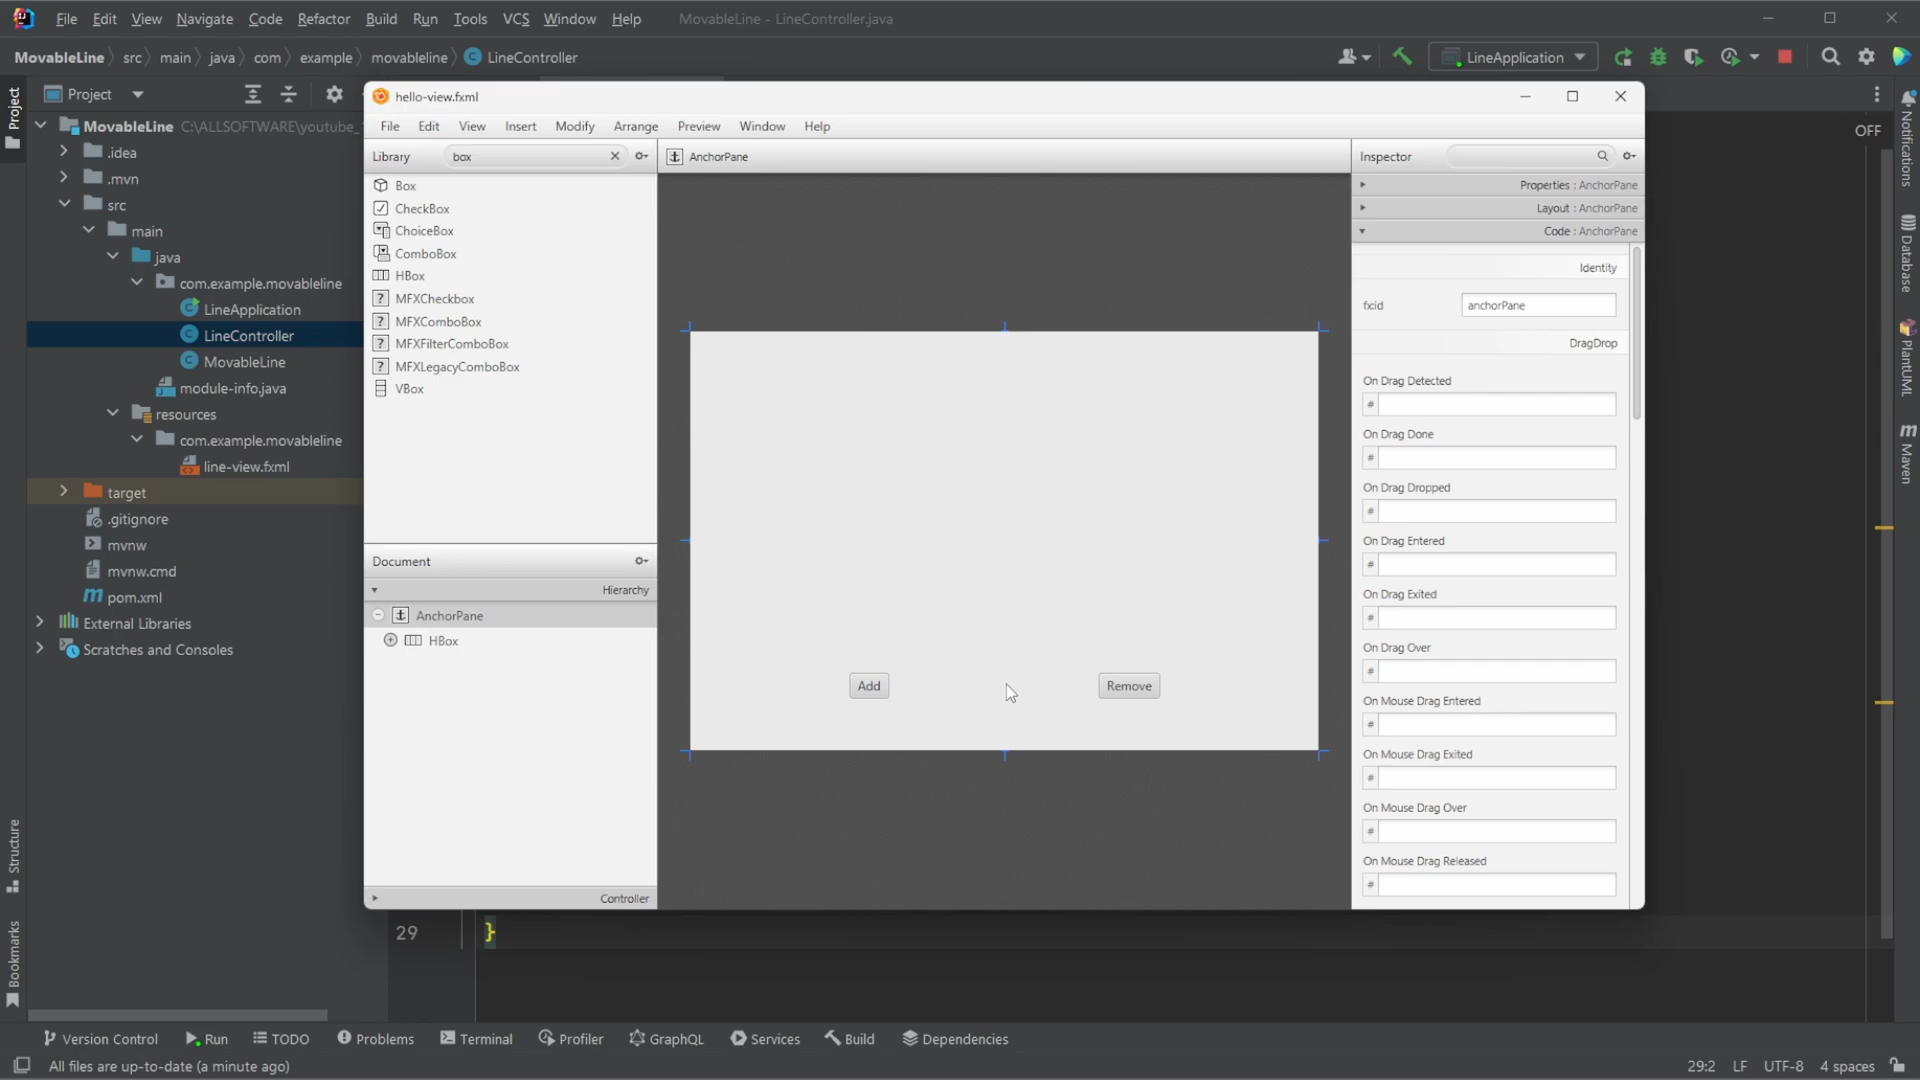 File Edit View Navigate Code Refactor Build Run Tools VCS Window Help MovableLine - LineController.java
MovableLine src main java com example movableline LineController
LineApplication
Project
Project
MovableLine C:\ALLSOFTWARE\youtube_
.idea
.mvn
src
main
java
com.example.movableline
LineApplication
LineController
MovableLine
module-info.java
resources
com.example.movableline
line-view.fxml
target
.gitignore
mvnw
mvnw.cmd
pom.xml
External Libraries
Scratches and Consoles
Structure
Bookmarks
hello-view.fxml
File Edit View Insert Modify Arrange Preview Window Help
Library box
Box
CheckBox
ChoiceBox
ComboBox
HBox
MFXCheckbox
MFXComboBox
MFXFilterComboBox
MFXLegacyComboBox
VBox
Document
Hierarchy
AnchorPane
HBox
Controller
AnchorPane
Add Remove
Inspector
Properties : AnchorPane
Layout : AnchorPane
Code : AnchorPane
Identity
fx:id anchorPane
DragDrop
On Drag Detected
#
On Drag Done
#
On Drag Dropped
#
On Drag Entered
#
On Drag Exited
#
On Drag Over
#
On Mouse Drag Entered
#
On Mouse Drag Exited
#
On Mouse Drag Over
#
On Mouse Drag Released
#
OFF
Notifications
Database
PlantUML
m Maven
29 }
Version Control Run TODO Problems Terminal Profiler GraphQL Services Build Dependencies
All files are up-to-date (a minute ago) 29:2 LF UTF-8 4 spaces